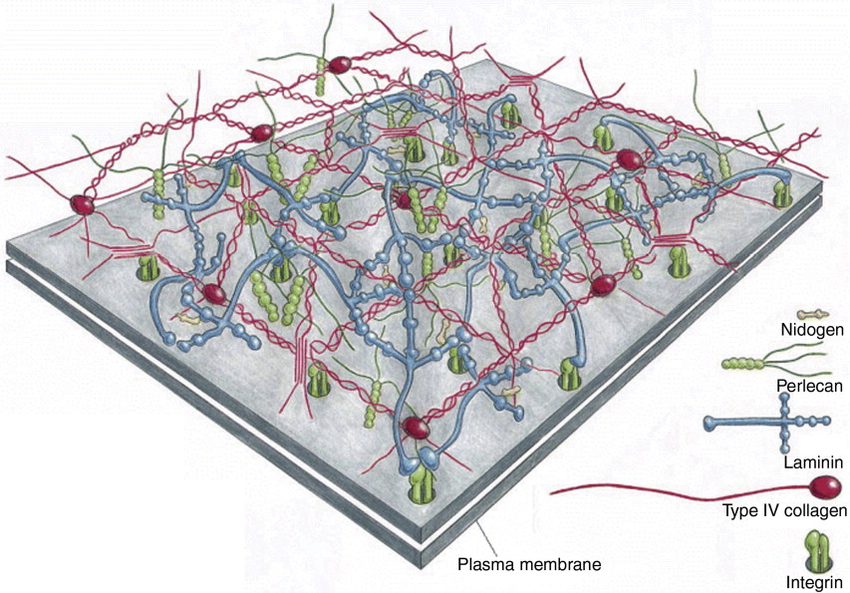 Nidogen
Perlecan
Laminin
Type IV collagen
Plasma membrane
Integrin